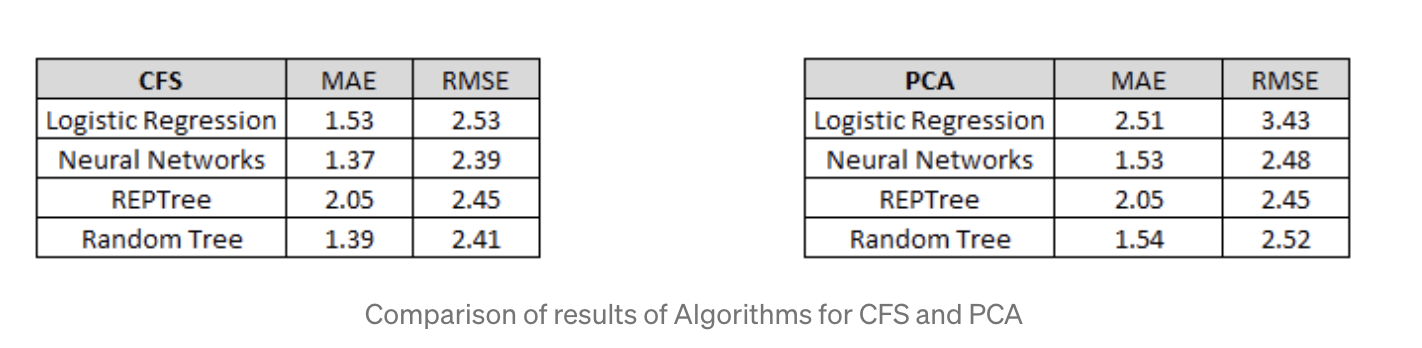 CFS MAE RMSE
Logistic Regression 1.53 2.53
Neural Networks 1.37 2.39
REPTree 2.05 2.45
Random Tree 1.39 2.41
PCA MAE RMSE
Logistic Regression 2.51 3.43
Neural Networks 1.53 2.48
REPTree 2.05 2.45
Random Tree 1.54 2.52
Comparison of results of Algorithms for CFS and PCA